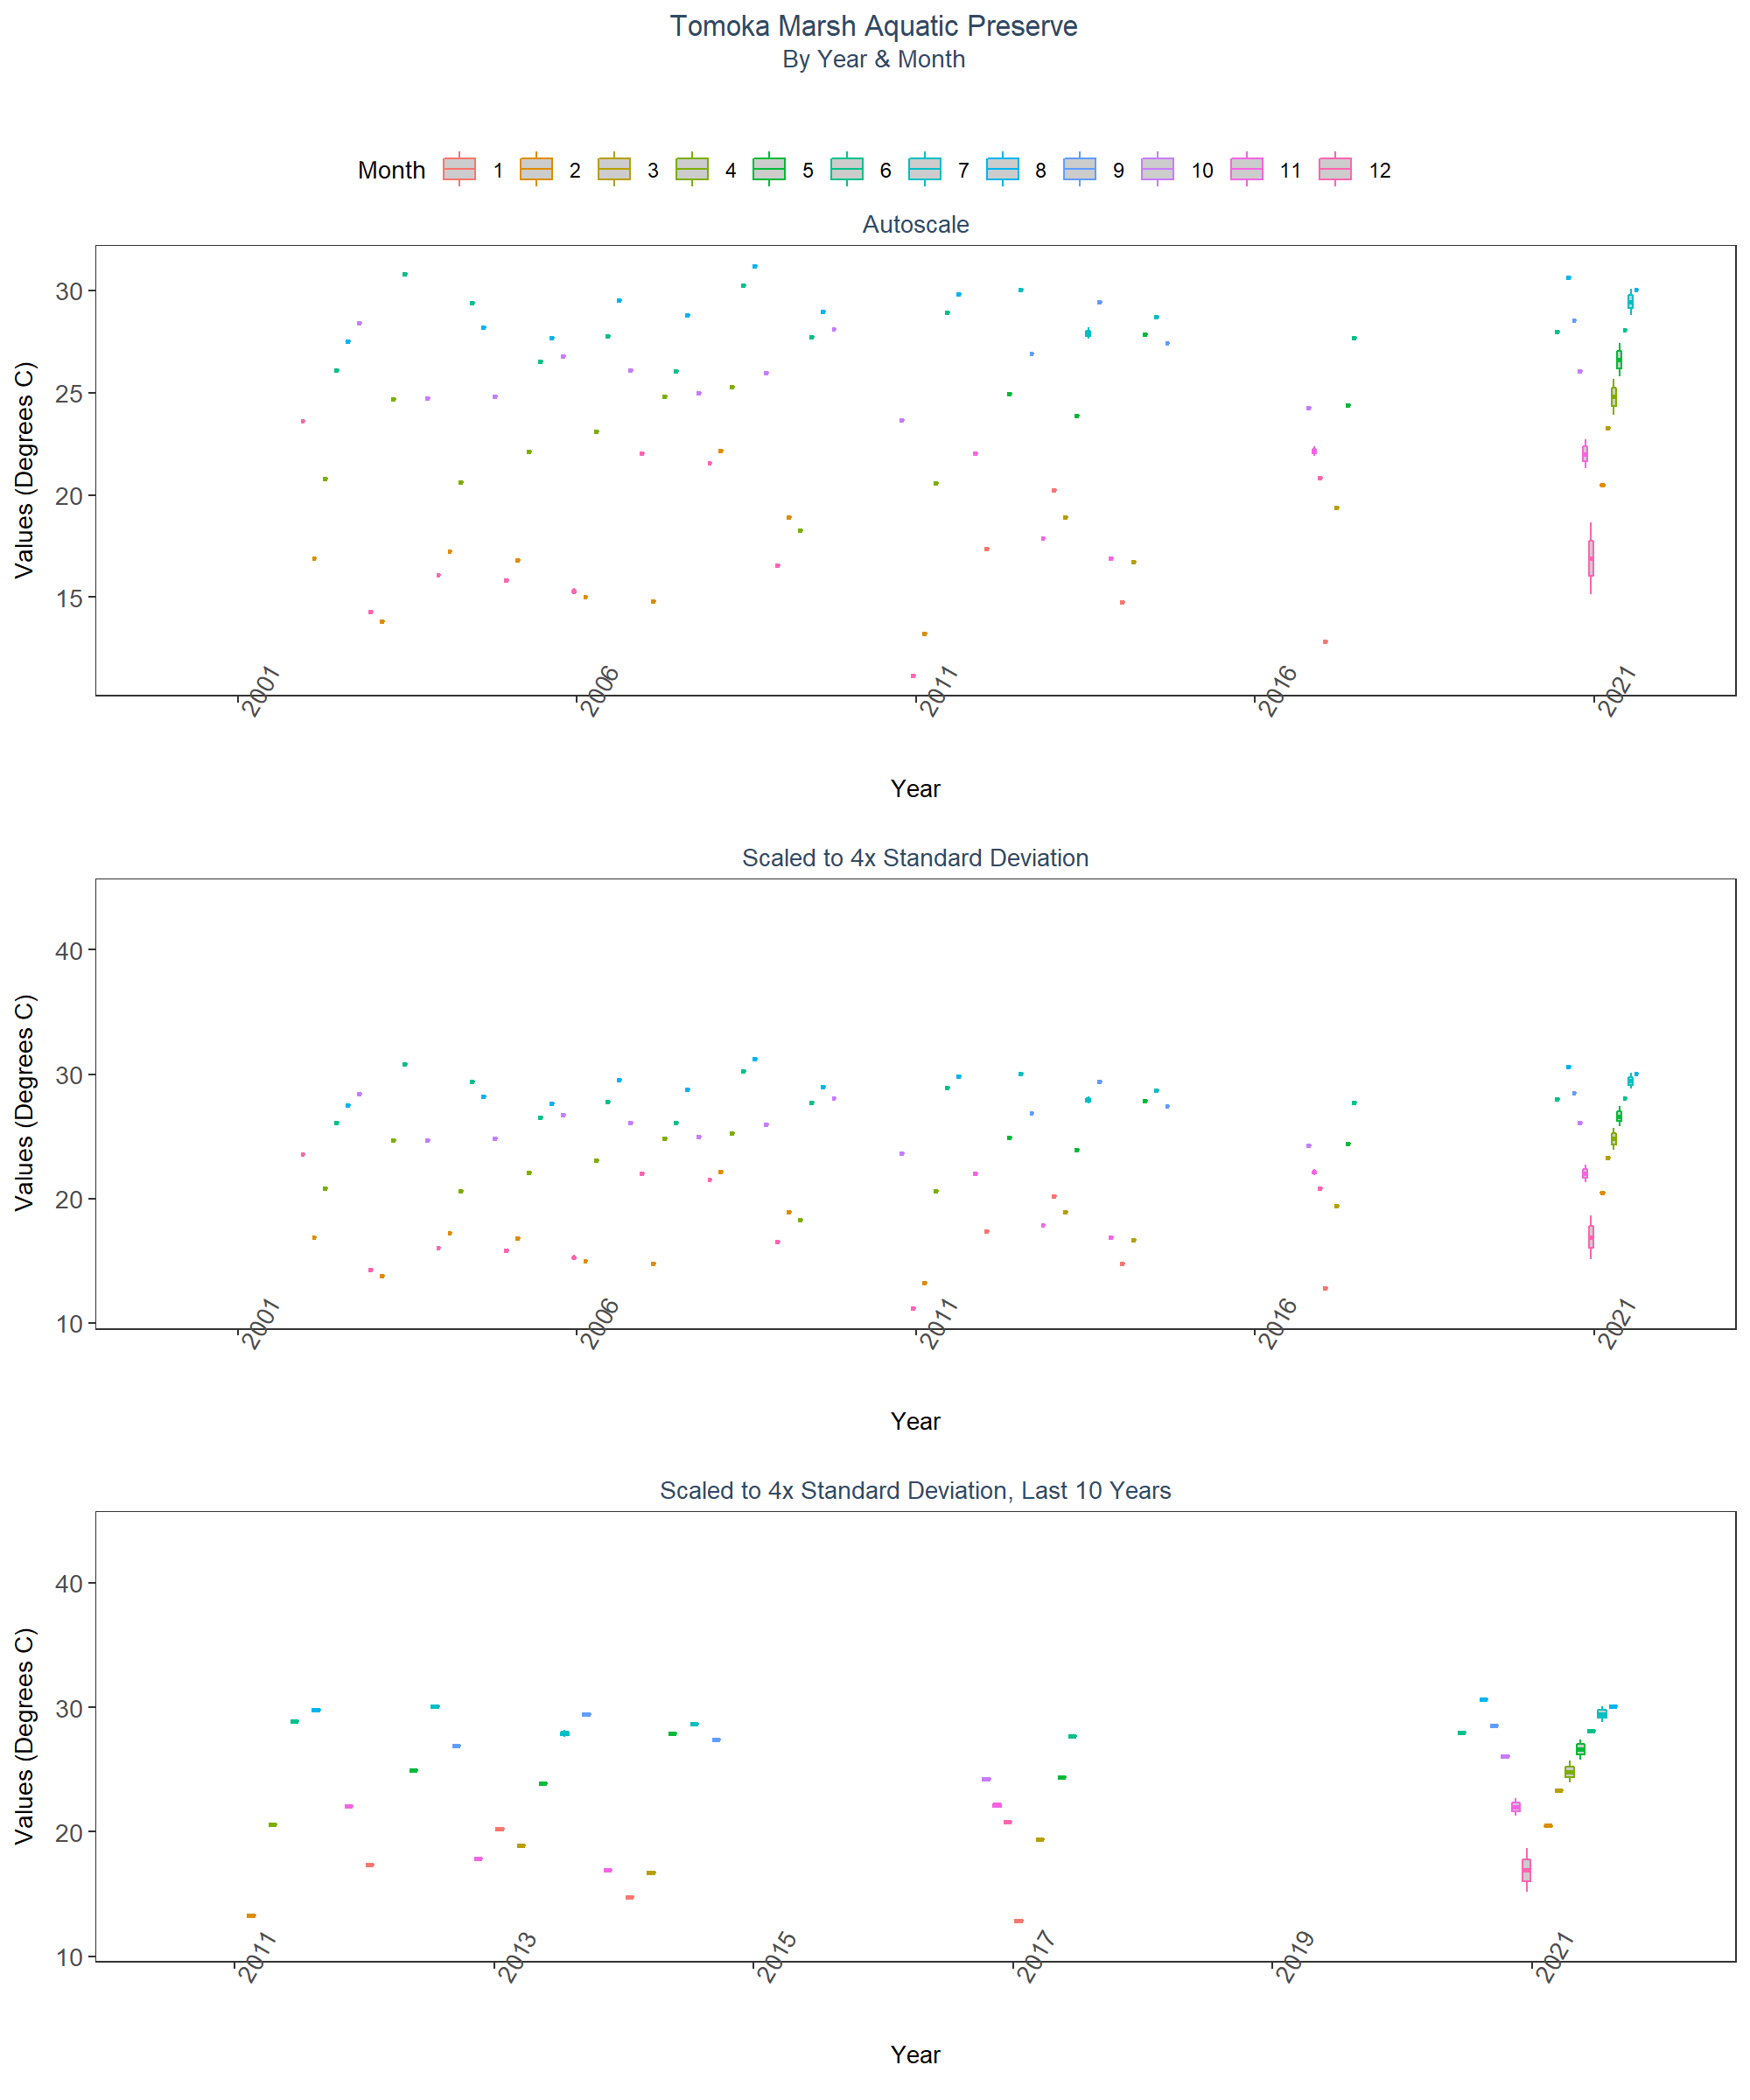 Tomoka Marsh Aquatic Preserve
By Year & Month
Month 1 2 3 4 5 6 7 8 9 10 11 12
Autoscale
Values (Degrees C)
30
25
20
15
2001 2006 2011 2016 2021
Year
Scaled to 4x Standard Deviation
Values (Degrees C)
40
30
20
10
2001 2006 2011 2016 2021
Year
Scaled to 4x Standard Deviation, Last 10 Years
Values (Degrees C)
40
30
20
10
2011 2013 2015 2017 2019 2021
Year